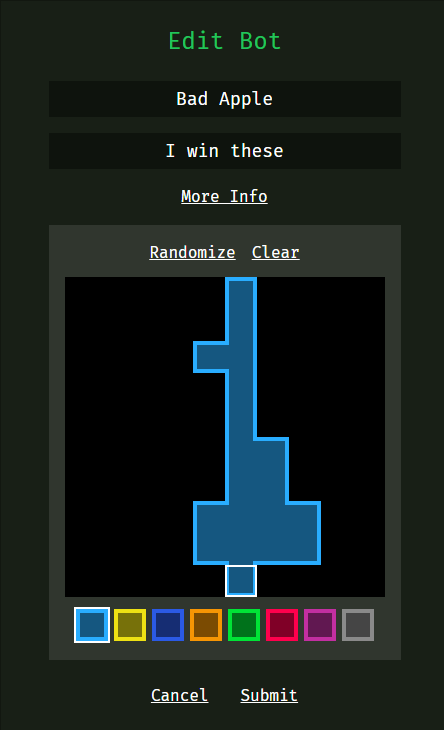 Edit Bot
Bad Apple
I win these
More Info
Randomize Clear
Cancel Submit